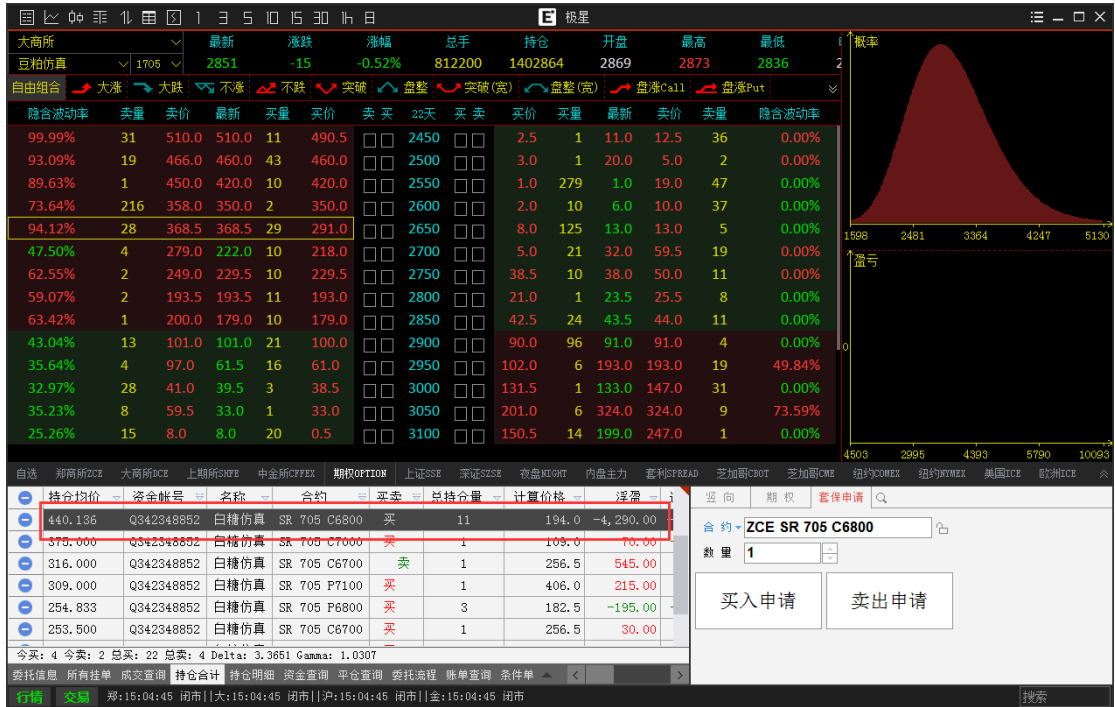 1 3 5 10 15 30 1h 日 极星
大商所 最新 涨跌 涨幅 总手 持仓 开盘 最高 最低
豆粕仿真 1705 2851 -15 -0.52% 812200 1402864 2869 2873 2836 2
自由组合 大涨 大跌 不涨 不跌 突破 盘整 突破(宽) 盘整(宽) 盘涨Call 盘涨Put
隐含波动率 卖量 卖价 最新 买量 买价 卖 买 22天 买 卖 买价 买量 最新 卖价 卖量 隐含波动率
99.99% 31 510.0 510.0 11 490.5 2450 2.5 1 11.0 12.5 36 0.00%
93.09% 19 466.0 460.0 43 460.0 2500 3.0 1 20.0 5.0 2 0.00%
89.63% 1 450.0 420.0 10 420.0 2550 1.0 279 1.0 19.0 47 0.00%
73.64% 216 358.0 350.0 2 350.0 2600 2.0 10 6.0 10.0 37 0.00%
94.12% 28 368.5 368.5 29 291.0 2650 8.0 125 13.0 13.0 5 0.00%
47.50% 4 279.0 222.0 10 218.0 2700 5.0 21 32.0 59.5 19 0.00%
62.55% 2 249.0 229.5 10 229.5 2750 38.5 10 38.0 50.0 11 0.00%
59.07% 2 193.5 193.5 11 193.0 2800 21.0 1 23.5 25.5 8 0.00%
63.42% 1 200.0 179.0 10 179.0 2850 42.5 24 43.5 44.0 11 0.00%
43.04% 13 101.0 101.0 21 100.0 2900 90.0 96 91.0 91.0 4 0.00%
35.64% 4 97.0 61.5 16 61.0 2950 102.0 6 193.0 193.0 19 49.84%
32.97% 28 41.0 39.5 3 38.5 3000 131.5 1 133.0 147.0 31 0.00%
35.23% 8 59.5 33.0 1 33.0 3050 201.0 6 324.0 324.0 9 73.59%
25.26% 15 8.0 8.0 20 0.5 3100 150.5 14 199.0 247.0 1 0.00%
概率
1598 2481 3364 4247 5130
盈亏
0
4503 2995 4393 5790 10093
自选 郑商所ZCE 大商所DCE 上期所SHFE 中金所CFFEX 期权OPTION 上证SSE 深证SZSE 夜盘NIGHT 内盘主力 套利SPREAD 芝加哥CBOT 芝加哥CME 纽约COMEX 纽约NYMEX 美国ICE 欧洲ICE
持仓均价 资金帐号 名称 合约 买卖 总持仓量 计算价格 浮盈
440.136 Q342348852 白糖仿真 SR 705 C6800 买 11 194.0 -4,290.00
375.000 Q342348852 白糖仿真 SR 705 C7000 买 1 109.0 70.00
316.000 Q342348852 白糖仿真 SR 705 C6700 卖 1 256.5 545.00
309.000 Q342348852 白糖仿真 SR 705 P7100 买 1 406.0 215.00
254.833 Q342348852 白糖仿真 SR 705 P6800 买 3 182.5 -195.00
253.500 Q342348852 白糖仿真 SR 705 C6700 买 1 256.5 30.00
今买: 4 今卖: 2 总买: 22 总卖: 4 Delta: 3.3651 Gamma: 1.0307
委托信息 所有挂单 成交查询 持仓合计 持仓明细 资金查询 平仓查询 委托流程 账单查询 条件单
竖向 期权 套保申请
合约 ZCE SR 705 C6800
数量 1
买入申请 卖出申请
行情 交易 郑:15:04:45 闭市||大:15:04:45 闭市||沪:15:04:45 闭市||金:15:04:45 闭市 搜索